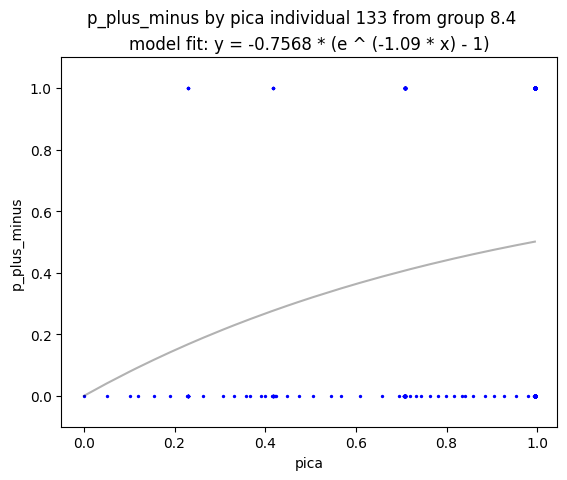 p_plus_minus by pica individual 133 from group 8.4
model fit: y = -0.7568 * (e ^ (-1.09 * x) - 1)
1.0
0.8
0.6
0.4
0.2
0.0
p_plus_minus
0.0 0.2 0.4 0.6 0.8 1.0
pica